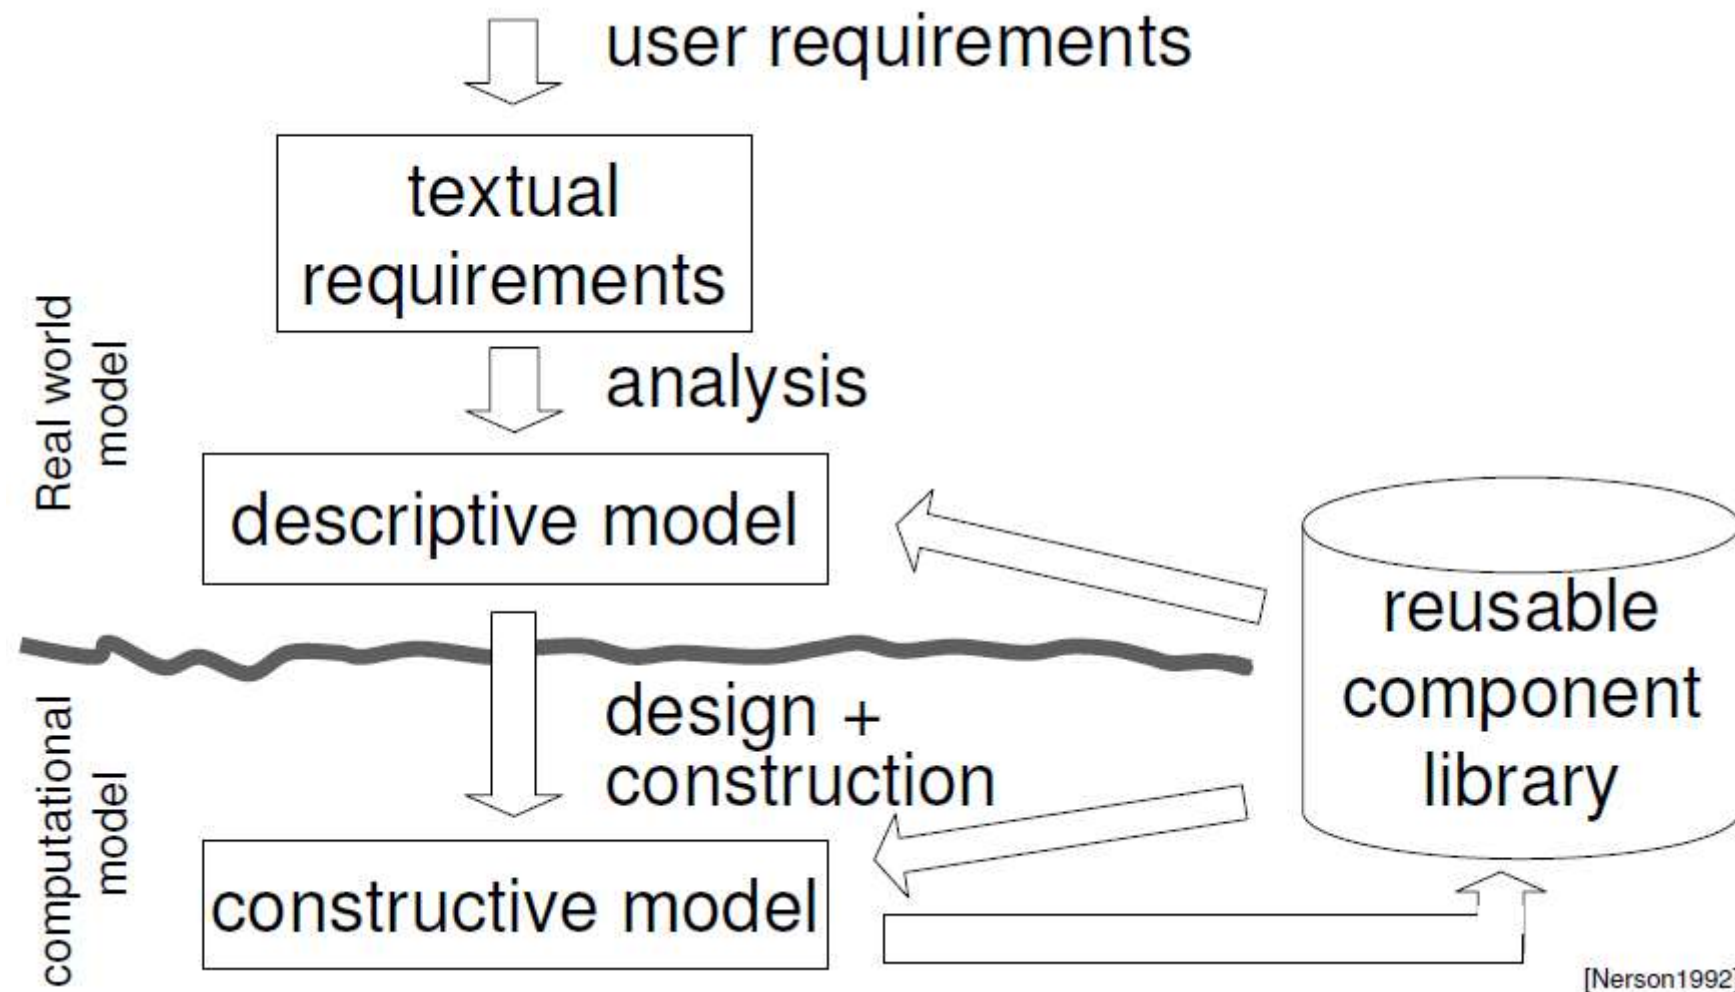 user requirements
textual
requirements
analysis
Real world
model
descriptive model
reusable
component
library
design +
construction
computational
model
constructive model
[Nerson1992]